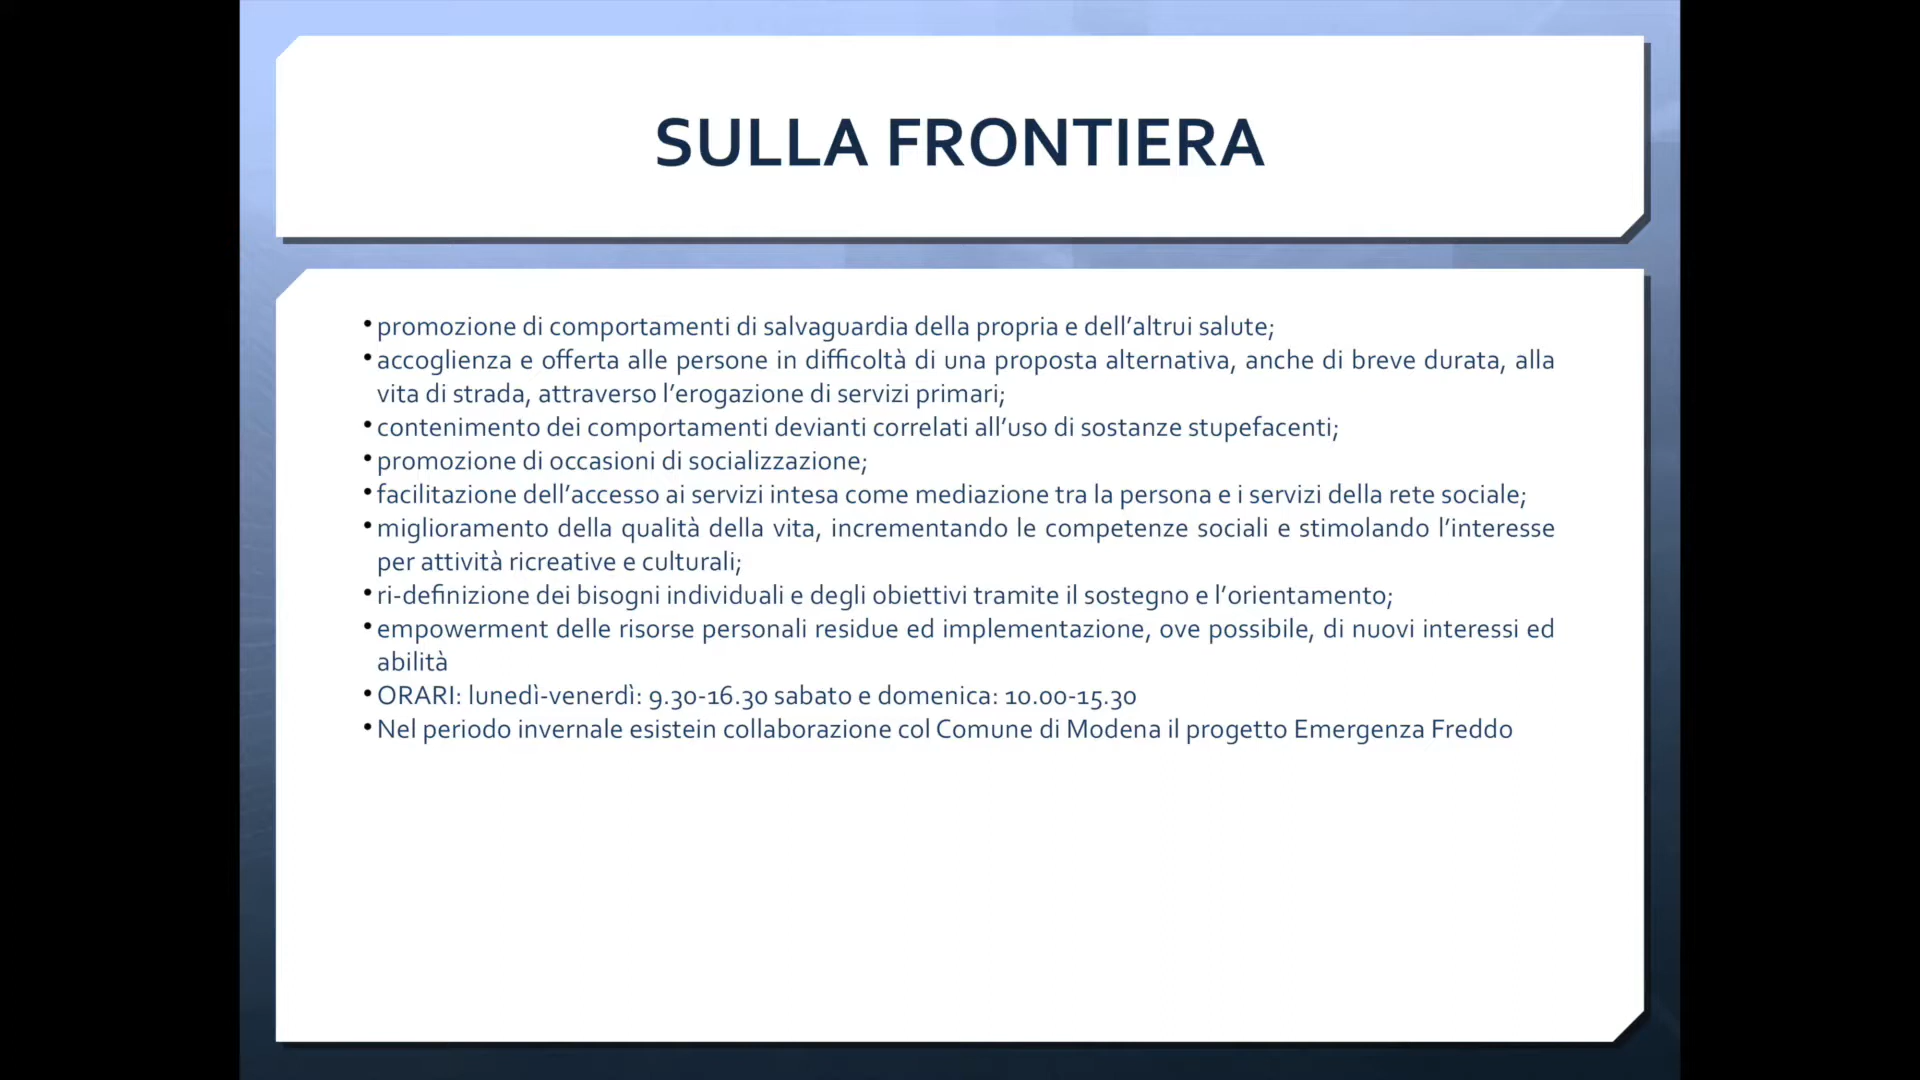 SULLA FRONTIERA
•promozione di comportamenti di salvaguardia della propria e dell’altrui salute;
•accoglienza e offerta alle persone in difficoltà di una proposta alternativa, anche di breve durata, alla
vita di strada, attraverso l’erogazione di servizi primari;
•contenimento dei comportamenti devianti correlati all’uso di sostanze stupefacenti;
•promozione di occasioni di socializzazione;
•facilitazione dell’accesso ai servizi intesa come mediazione tra la persona e i servizi della rete sociale;
•miglioramento della qualità della vita, incrementando le competenze sociali e stimolando l’interesse
per attività ricreative e culturali;
•ri-definizione dei bisogni individuali e degli obiettivi tramite il sostegno e l’orientamento;
•empowerment delle risorse personali residue ed implementazione, ove possibile, di nuovi interessi ed
abilità
•ORARI: lunedì-venerdì: 9.30-16.30 sabato e domenica: 10.00-15.30
•Nel periodo invernale esistein collaborazione col Comune di Modena il progetto Emergenza Freddo